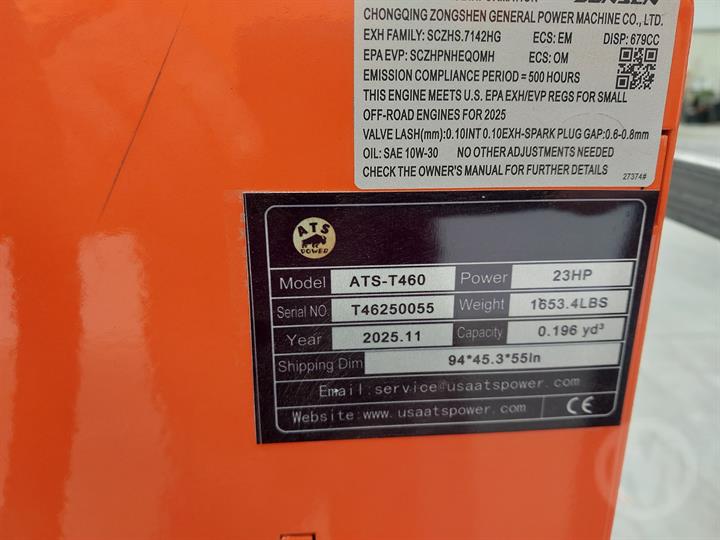 CHONGQING ZONGSHEN GENERAL POWER MACHINE CO., LTD.
EXH FAMILY: SCZHS.7142HG ECS: EM DISP: 679CC
EPA EVP: SCZHPNHEQOMH ECS: OM
EMISSION COMPLIANCE PERIOD = 500 HOURS
THIS ENGINE MEETS U.S. EPA EXH/EVP REGS FOR SMALL
OFF-ROAD ENGINES FOR 2025
VALVE LASH(mm):0.10INT 0.10EXH-SPARK PLUG GAP:0.6-0.8mm
OIL: SAE 10W-30 NO OTHER ADJUSTMENTS NEEDED
CHECK THE OWNER'S MANUAL FOR FURTHER DETAILS 27374#
ATS
POWER
Model ATS-T460 Power 23HP
Serial NO. T46250055 Weight 1653.4LBS
Year 2025.11 Capacity 0.196 yd³
Shipping Dim 94*45.3*55in
Email:service@usaatspower.com
Website:www.usaatspower.com CE